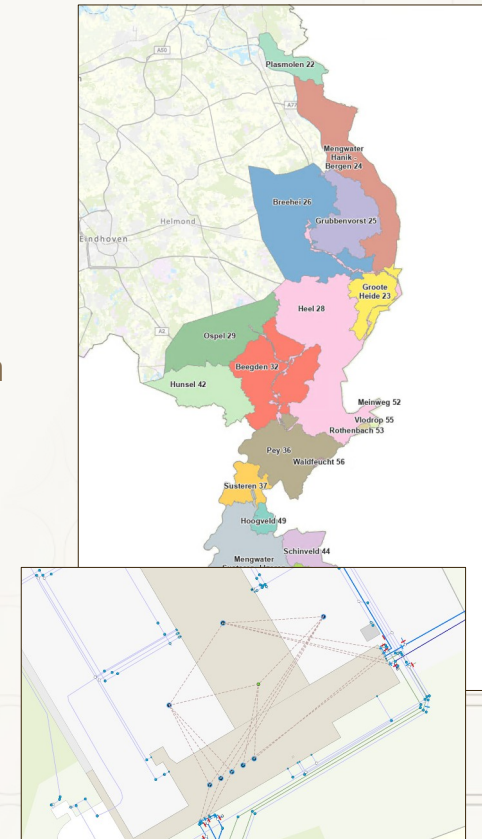 Plasmolen 22
A50
A77
Mengwater
Hanik -
Bergen 24
Breehei 26
Grubbenvorst 25
Helmond
Eindhoven
Groote
Heide 23
Heel 28
A2
Ospel 29
Beegden 32
Hunsel 42
Meinweg 52
Vlodrop 55
Rothenbach 53
Pey 36
Waldfeucht 56
Susteren 37
Hoogveld 49
Schinveld 44
Mengwater